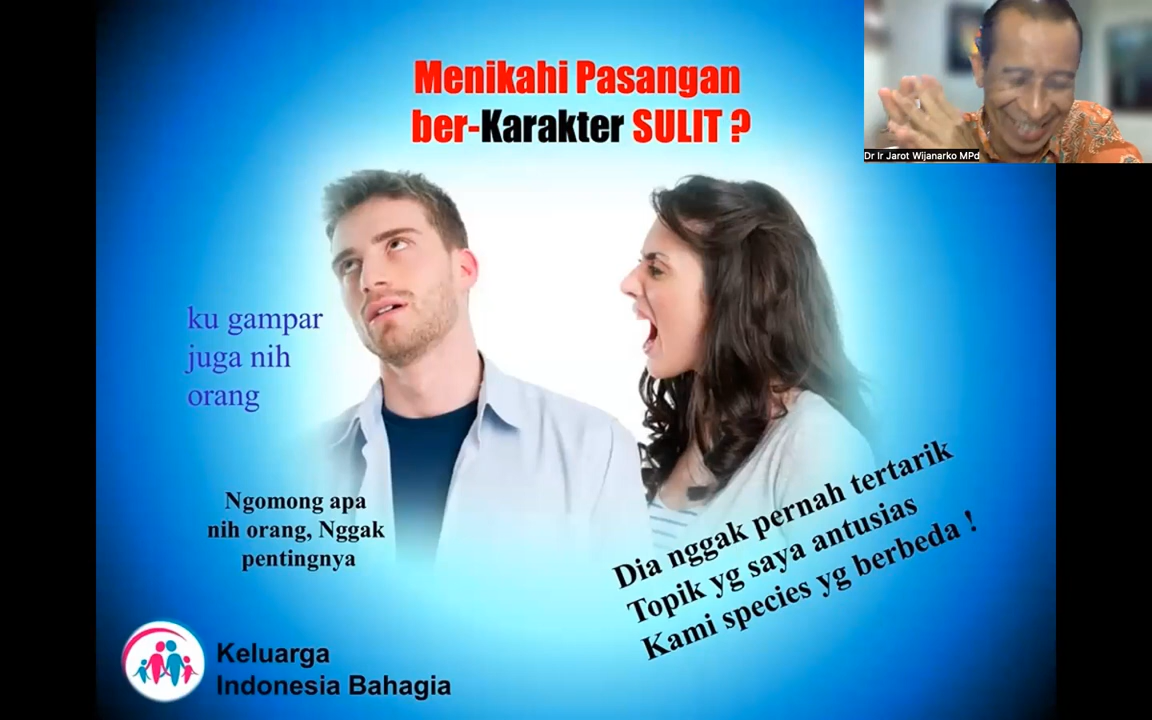 Menikahi Pasangan
ber-Karakter SULIT ?
Dr Ir Jarot Wijanarko MPd
ku gampar
juga nih
orang
Ngomong apa
nih orang, Nggak
pentingnya
Dia nggak pernah tertarik
Topik yg saya antusias
Kami species yg berbeda !
Keluarga
Indonesia Bahagia